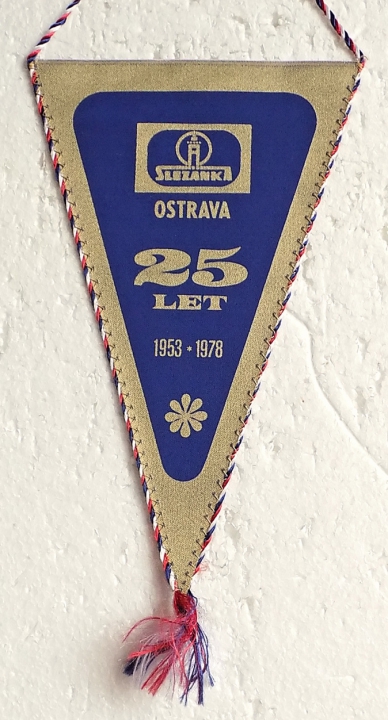 SLEZANKA
OSTRAVA
25
LET
1953 * 1978